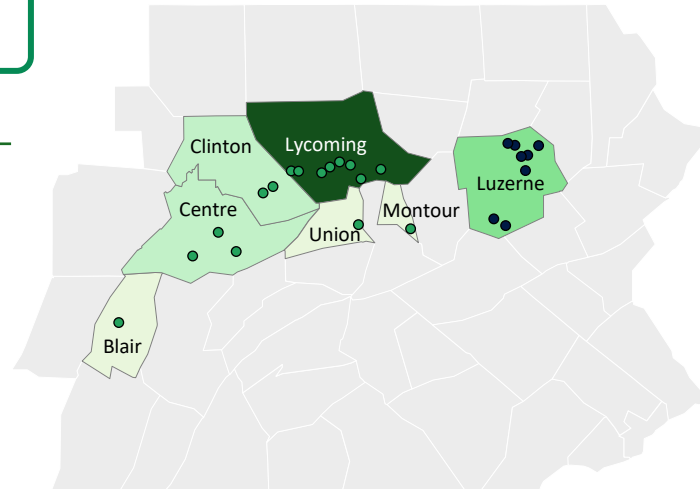 Clinton
Lycoming
Luzerne
Centre
Montour
Union
Blair